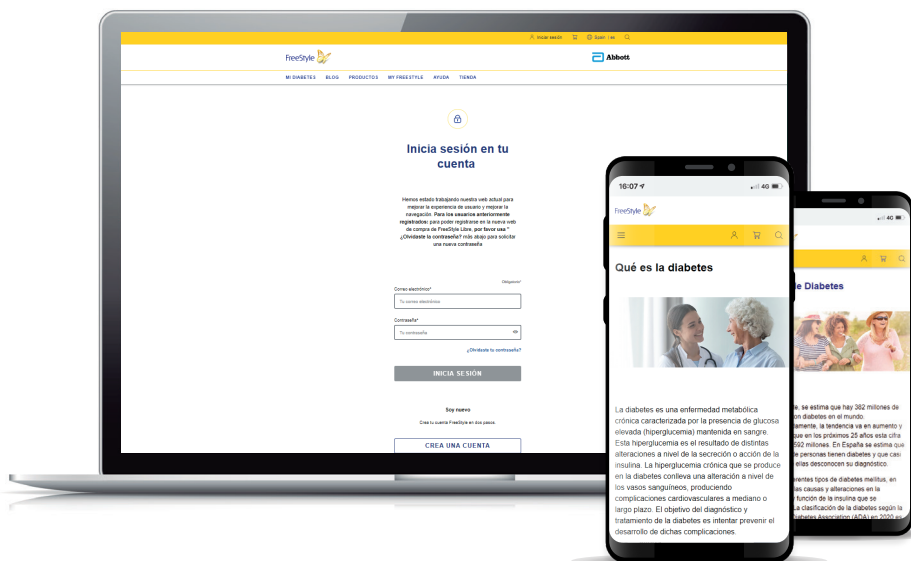 Iniciar sesión
Spain | es
FreeStyle
Abbott
MI DIABETES BLOG PRODUCTOS MY FREESTYLE AYUDA TIENDA
Inicia sesión en tu
cuenta
Hemos estado trabajando nuestra web actual para
mejorar la experiencia de usuario y mejorar la
navegación. Para los usuarios anteriormente
registrados: para poder registrarse en la nueva web
de compra de FreeStyle Libre, por favor usa "
¿Olvidaste la contraseña? más abajo para solicitar
una nueva contraseña
Obligatorio*
Correo electrónico*
Tu correo electrónico
Contraseña*
Tu contraseña
¿Olvidaste tu contraseña?
INICIA SESIÓN
Soy nuevo
Crea tu cuenta FreeStyle en dos pasos.
CREA UNA CUENTA
16:07
4G
FreeStyle
Qué es la diabetes
La diabetes es una enfermedad metabólica
crónica caracterizada por la presencia de glucosa
elevada (hiperglucemia) mantenida en sangre.
Esta hiperglucemia es el resultado de distintas
alteraciones a nivel de la secreción o acción de la
insulina. La hiperglucemia crónica que se produce
en la diabetes conlleva una alteración a nivel de
los vasos sanguíneos, produciendo
complicaciones cardiovasculares a mediano o
largo plazo. El objetivo del diagnóstico y
tratamiento de la diabetes es intentar prevenir el
desarrollo de dichas complicaciones.
4G
de Diabetes
se estima que hay 382 millones de
con diabetes en el mundo.
la tendencia va en aumento y
que en los próximos 25 años esta cifra
592 millones. En España se estima que
de personas tienen diabetes y que casi
ellas desconocen su diagnóstico.
tipos de diabetes mellitus, en
las causas y alteraciones en la
y función de la insulina que se
La clasificación de la diabetes según la
Diabetes Association (ADA) en 2020 es